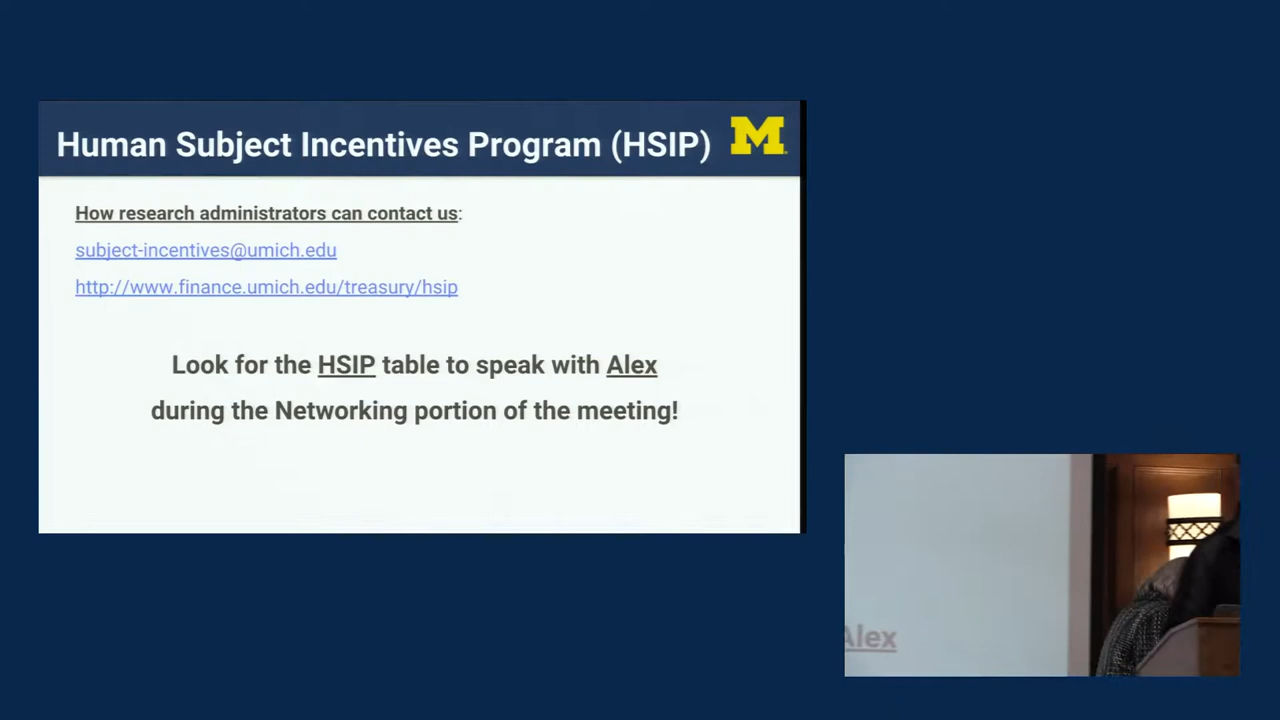 Human Subject Incentives Program (HSIP)
M
How research administrators can contact us:
subject-incentives@umich.edu
http://www.finance.umich.edu/treasury/hsip
Look for the HSIP table to speak with Alex
during the Networking portion of the meeting!
Alex